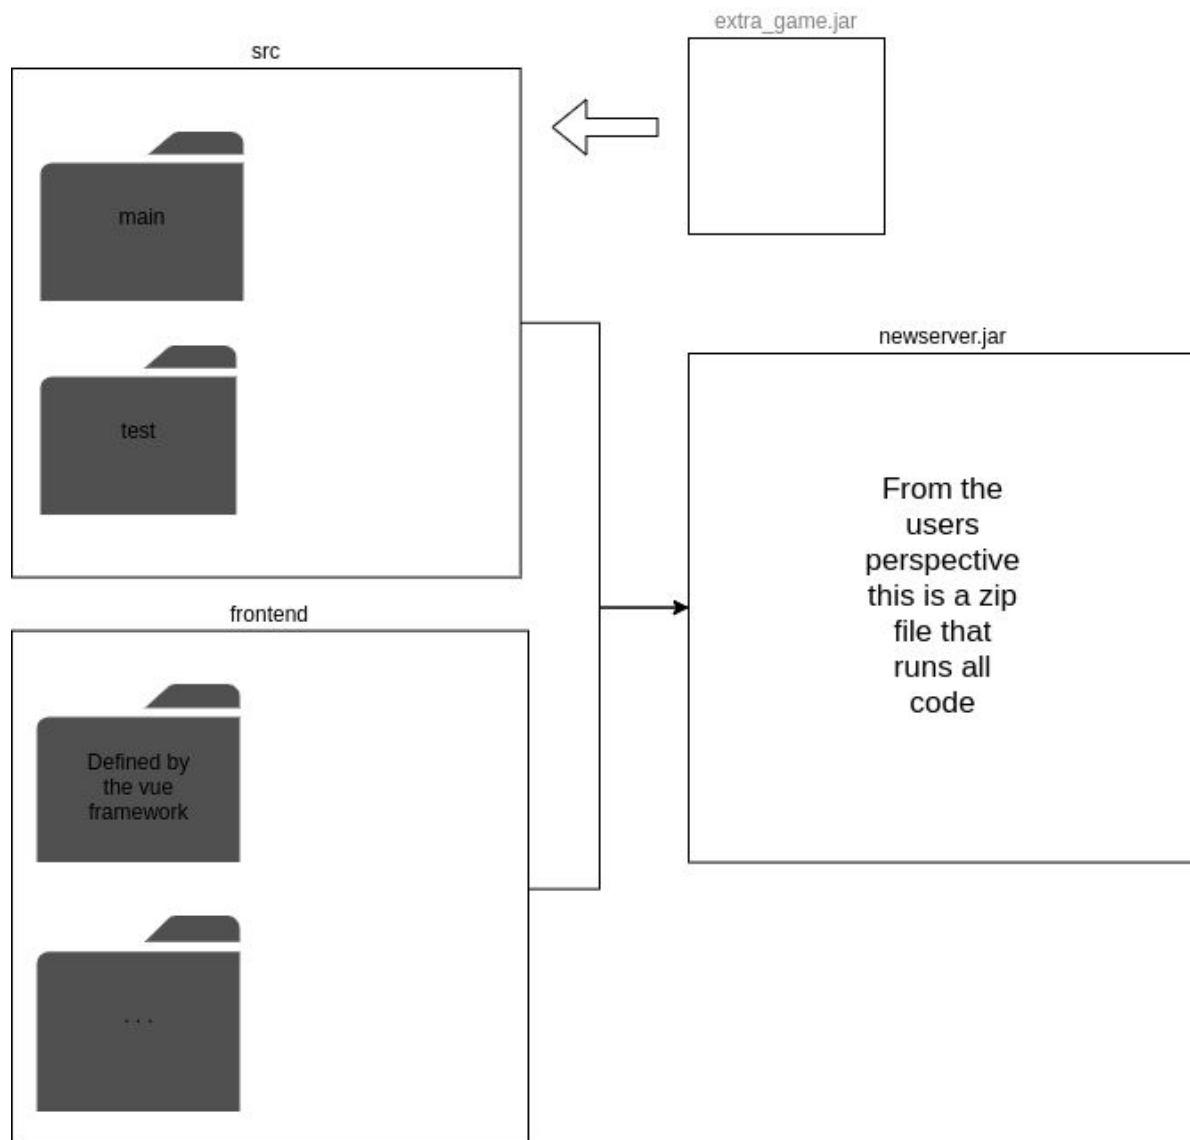 extra_game.jar
src
main
test
newserver.jar
From the
users
perspective
this is a zip
file that
runs all
code
frontend
Defined by
the vue
framework
. . .